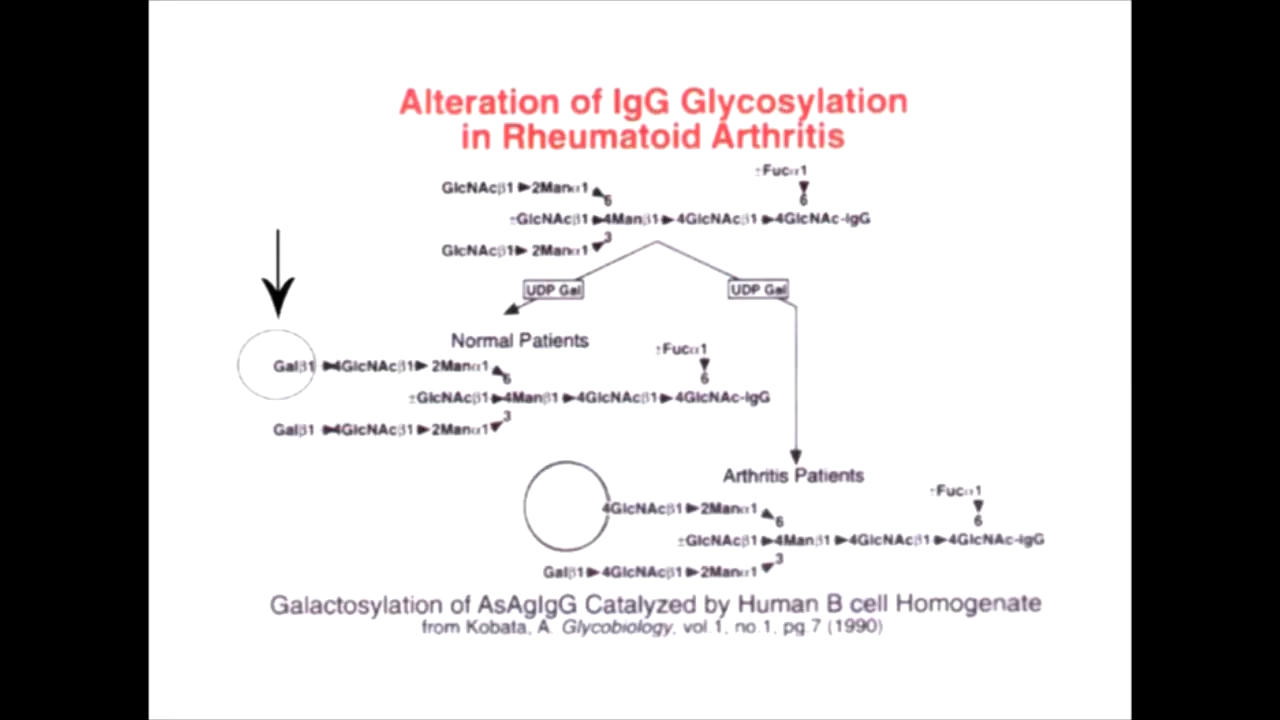 Alteration of IgG Glycosylation
in Rheumatoid Arthritis
±Fucα1
GlcNAcβ1 ►2Manα1
6
6
±GlcNAcβ1 ►4Manβ1► 4GlcNAcβ1 ►4GlcNAc-IgG
3
GlcNAcβ1► 2Manα1
UDP Gal
UDP Gal
Normal Patients
±Fucα1
Galβ1 ►4GlcNAcβ1► 2Manα1
6
6
±GlcNAcβ1►4Manβ1 ►4GlcNAcβ1► 4GlcNAc-IgG
3
Galβ1 ►4GlcNAcβ1 ►2Manα1
Arthritis Patients
±Fucα1
4GlcNAcβ1►2Manα1
6
6
±GlcNAcβ1 ►4Manβ1 ►4GlcNAcβ1 ►4GlcNAc-IgG
3
Galβ1►4GlcNAcβ1 ►2Manα1
Galactosylation of AsAgIgG Catalyzed by Human B cell Homogenate
from Kobata, A. Glycobiology, vol.1, no.1, pg.7 (1990)